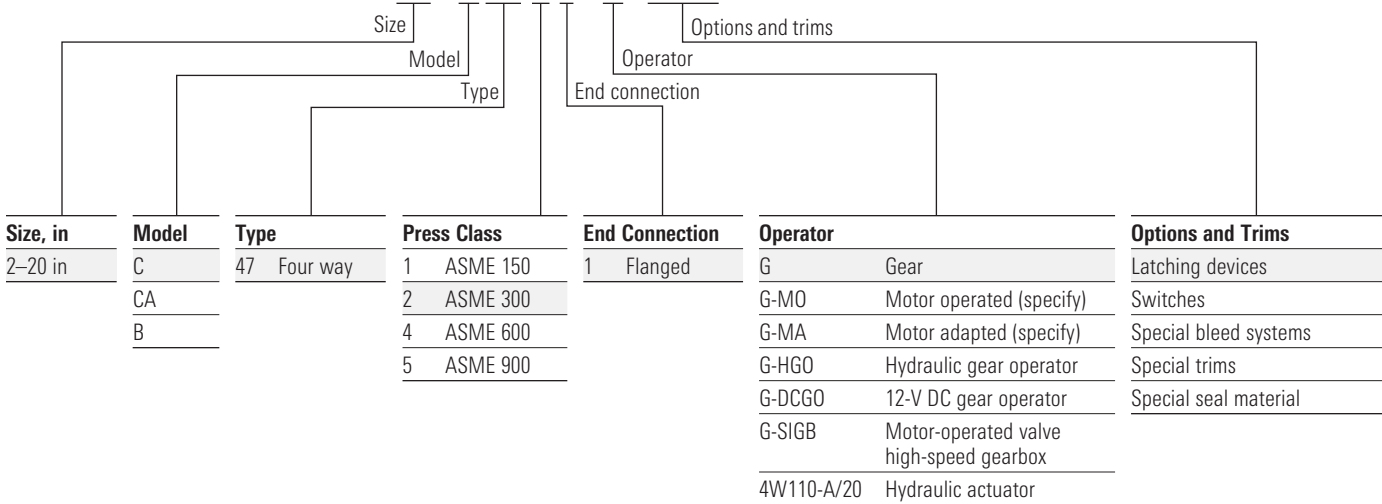 Size
Options and trims
Model
Operator
Type
End connection
Size, in
2–20 in
Model
C
CA
B
Type
47 Four way
Press Class
1 ASME 150
2 ASME 300
4 ASME 600
5 ASME 900
End Connection
1 Flanged
Operator
G Gear
G-MO Motor operated (specify)
G-MA Motor adapted (specify)
G-HGO Hydraulic gear operator
G-DCGO 12-V DC gear operator
G-SIGB Motor-operated valve
high-speed gearbox
4W110-A/20 Hydraulic actuator
Options and Trims
Latching devices
Switches
Special bleed systems
Special trims
Special seal material